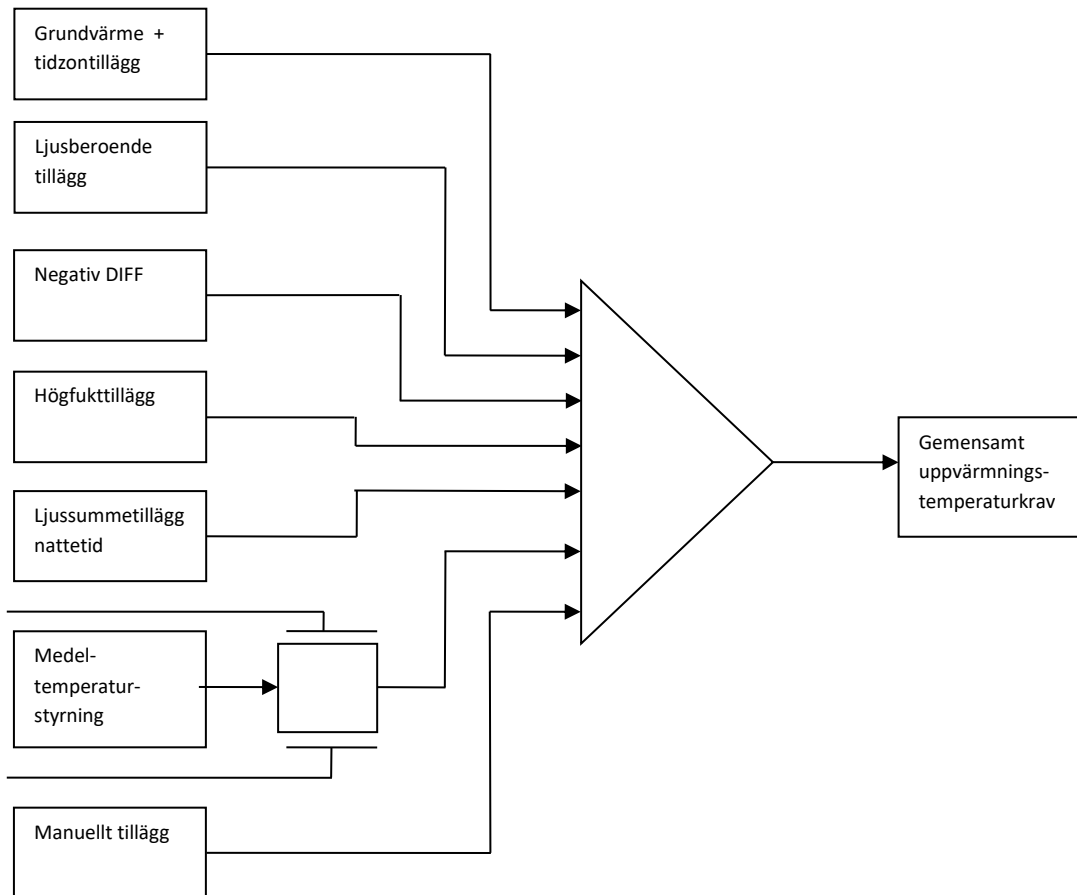 Grundvärme +
tidzontillägg
Ljusberoende
tillägg
Negativ DIFF
Högfukttillägg
Ljussummetillägg
nattetid
Medel-
temperatur-
styrning
Manuellt tillägg
Gemensamt
uppvärmnings-
temperaturkrav